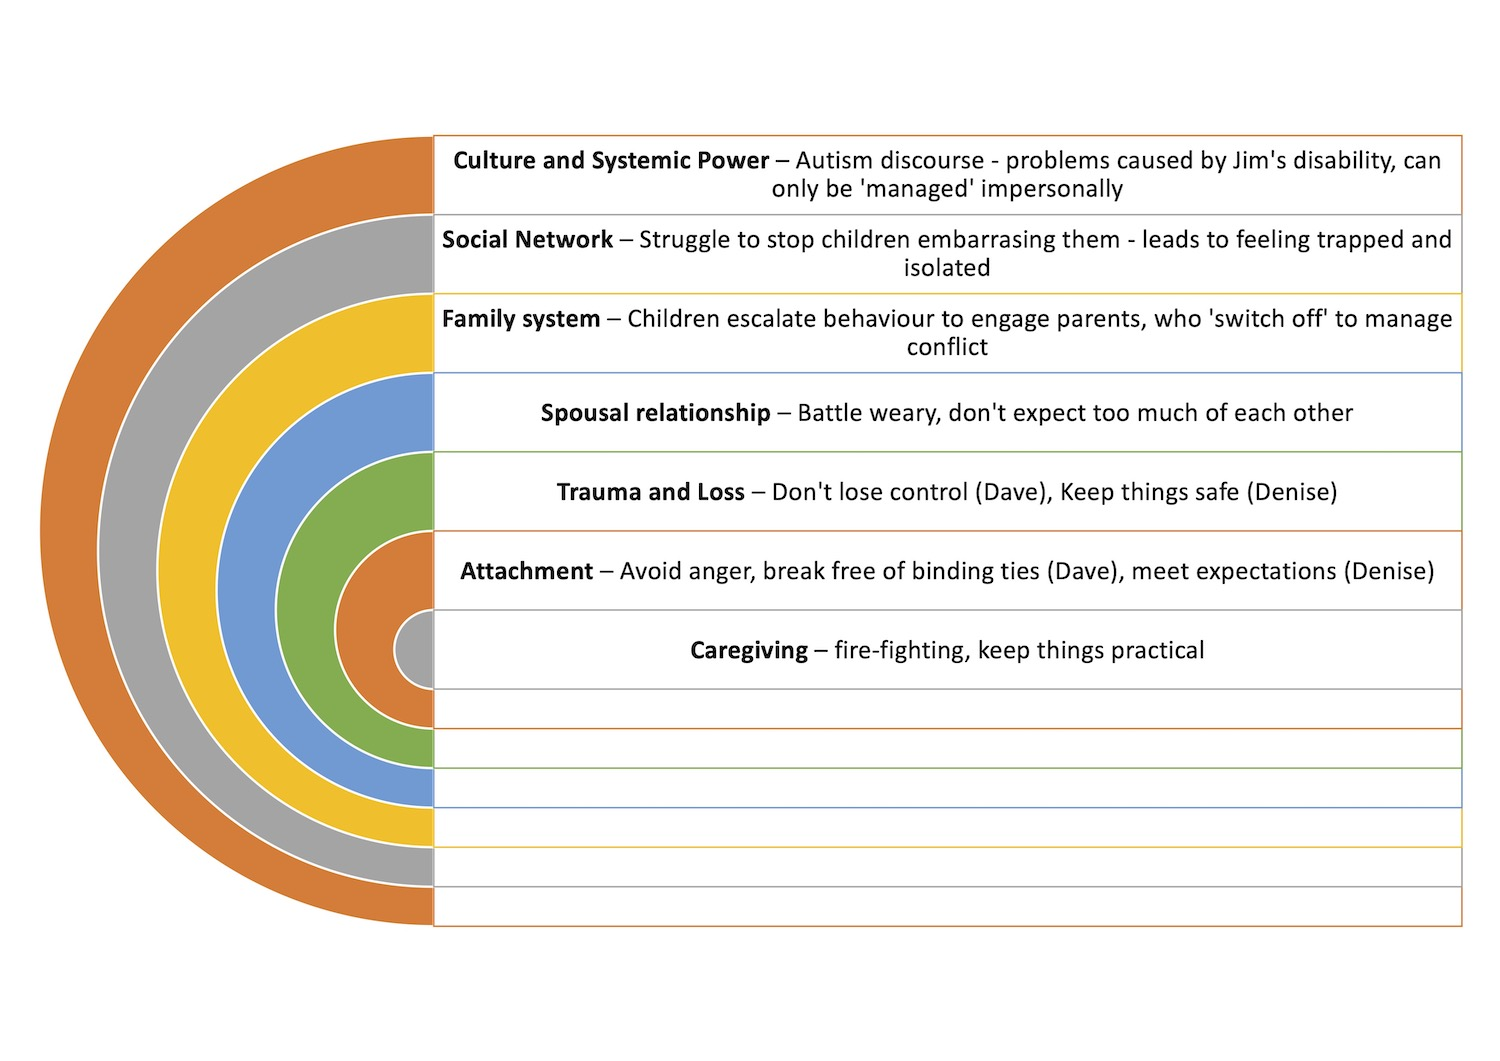 Culture and Systemic Power – Autism discourse - problems caused by Jim's disability, can
only be 'managed' impersonally
Social Network – Struggle to stop children embarrasing them - leads to feeling trapped and
isolated
Family system – Children escalate behaviour to engage parents, who 'switch off' to manage
conflict
Spousal relationship – Battle weary, don't expect too much of each other
Trauma and Loss – Don't lose control (Dave), Keep things safe (Denise)
Attachment – Avoid anger, break free of binding ties (Dave), meet expectations (Denise)
Caregiving – fire-fighting, keep things practical